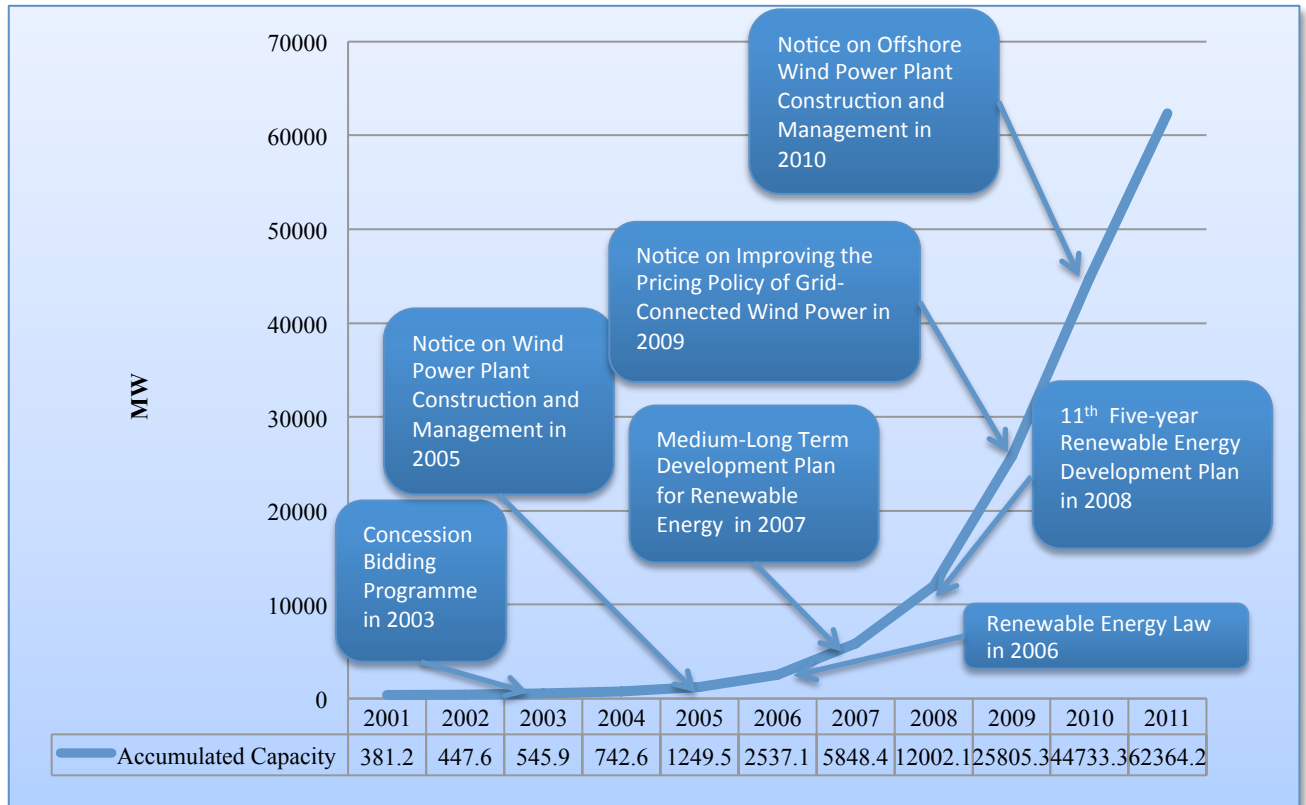 70000
60000
50000
40000
30000
20000
10000
0
MW
Notice on Offshore
Wind Power Plant
Construction and
Management in
2010
Notice on Improving the
Pricing Policy of Grid-
Connected Wind Power in
2009
Notice on Wind
Power Plant
Construction and
Management in
2005
Medium-Long Term
Development Plan
for Renewable
Energy in 2007
11th Five-year
Renewable Energy
Development Plan
in 2008
Concession
Bidding
Programme
in 2003
Renewable Energy Law
in 2006
2001 2002 2003 2004 2005 2006 2007 2008 2009 2010 2011
Accumulated Capacity 381.2 447.6 545.9 742.6 1249.5 2537.1 5848.4 12002.1 25805.3 44733.3 62364.2